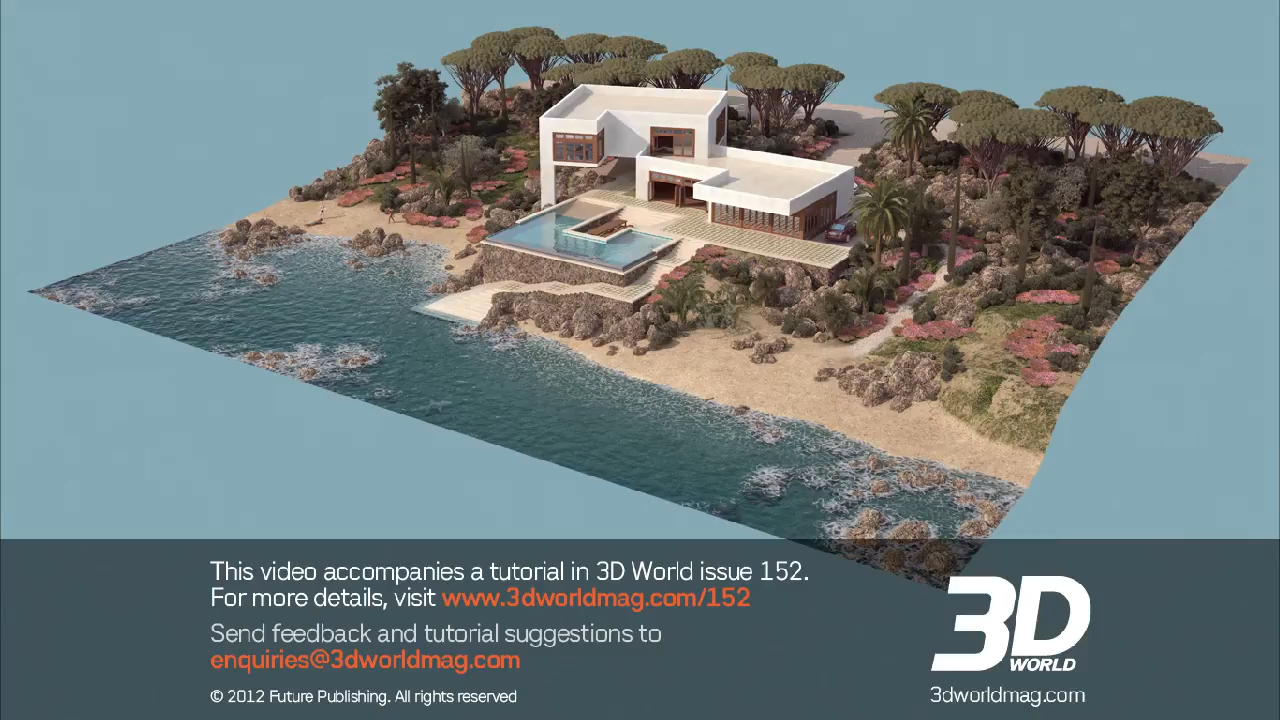 This video accompanies a tutorial in 3D World issue 152.
For more details, visit www.3dworldmag.com/152
Send feedback and tutorial suggestions to
enquiries@3dworldmag.com
© 2012 Future Publishing. All rights reserved
3D
WORLD
3dworldmag.com